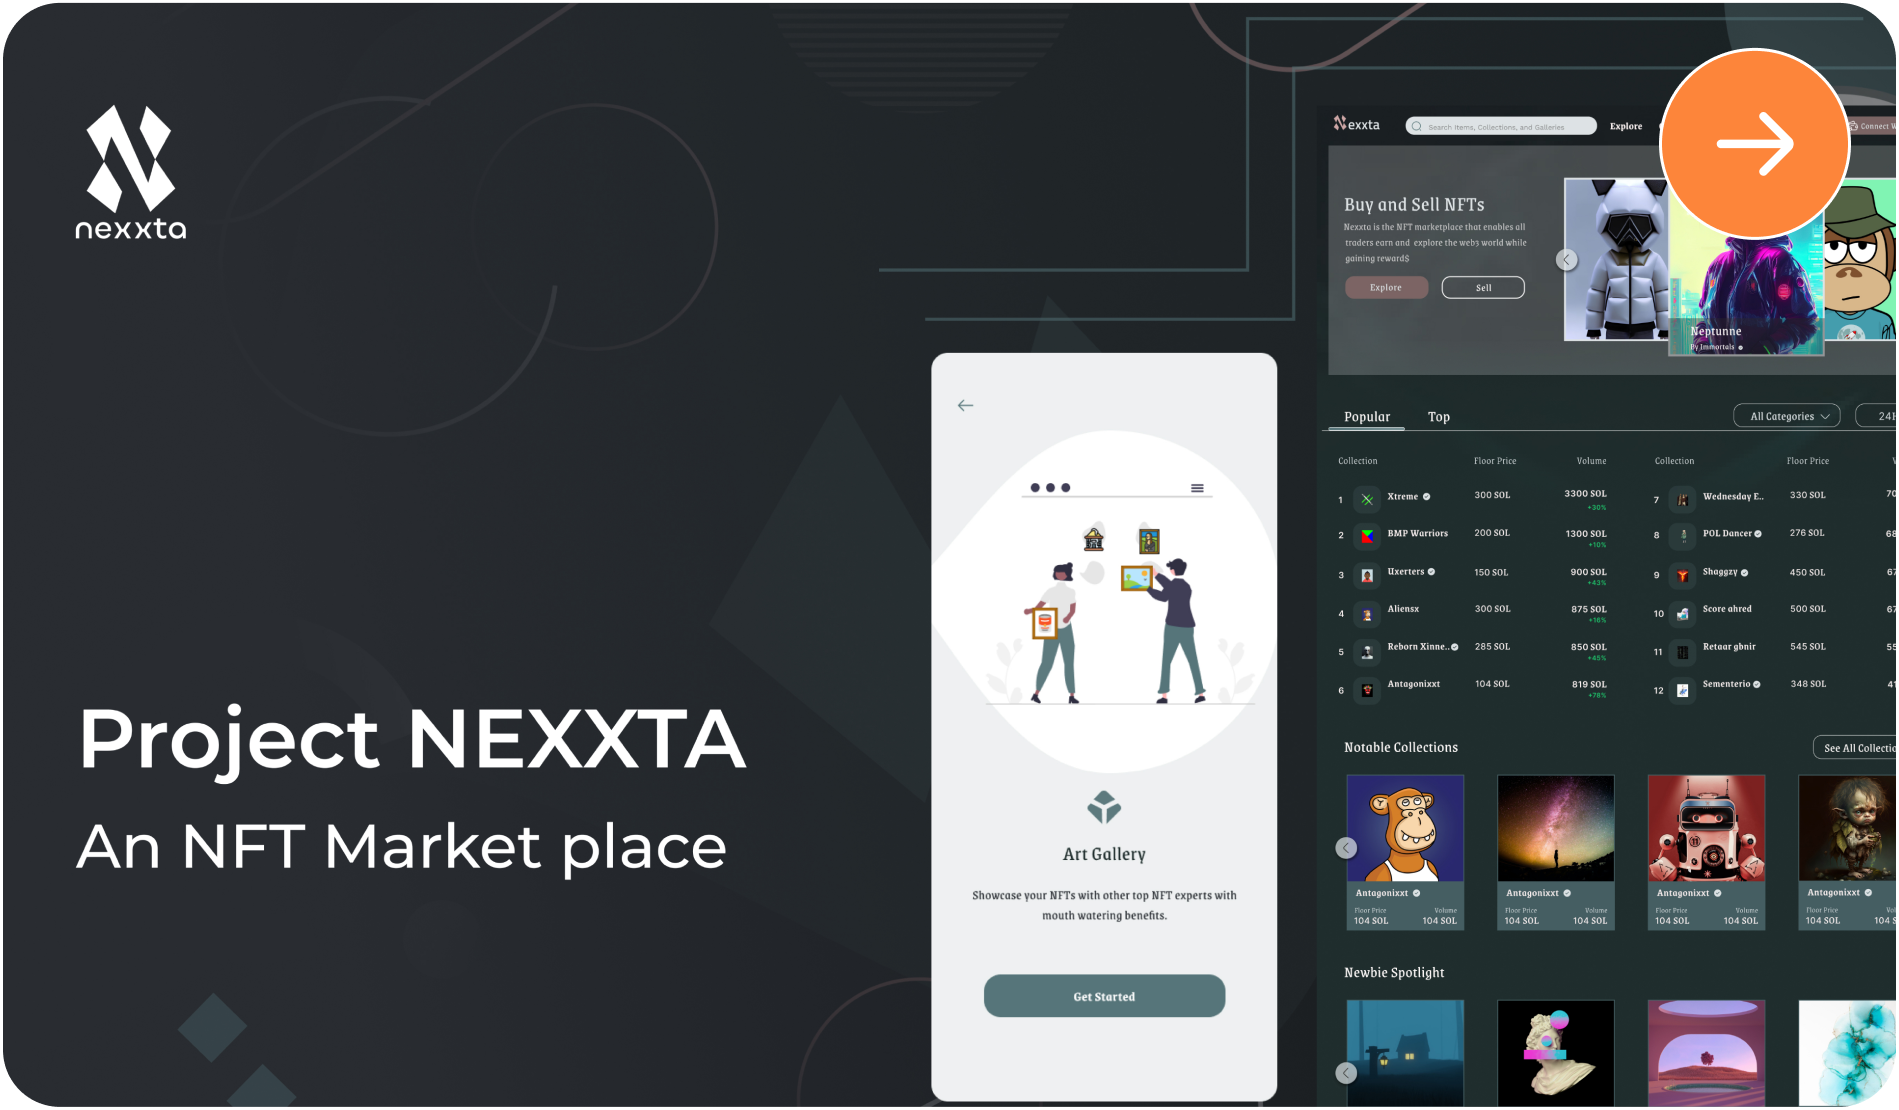 nexxta
Project NEXXTA
An NFT Market place
Art Gallery
Showcase your NFTs with other top NFT experts with
mouth watering benefits.
Get Started
Nexxta
Search Items, Collections, and Galleries
Explore
Connect W
Buy and Sell NFTs
Nexxta is the NFT marketplace that enables all
traders earn and explore the web3 world while
gaining reward$
Explore
Sell
Neptunne
By Immortals
Popular
Top
All Categories
24H
Collection Floor Price Volume Collection Floor Price V
1 Xtreme 300 SOL 3300 SOL 7 Wednesday E.. 330 SOL 70
+30%
2 BMP Warriors 200 SOL 1300 SOL 8 POL Dancer 276 SOL 68
+10%
3 Uxerters 150 SOL 900 SOL 9 Shaggzy 450 SOL 67
+43%
4 Aliensx 300 SOL 875 SOL 10 Score ahred 500 SOL 67
+16%
5 Reborn Xinne.. 285 SOL 850 SOL 11 Retaar gbnir 545 SOL 55
+45%
6 Antagonixxt 104 SOL 819 SOL 12 Sementerio 348 SOL 41
+78%
Notable Collections
See All Collectio
Antagonixxt Antagonixxt Antagonixxt Antagonixxt
Floor Price Volume Floor Price Volume Floor Price Volume Floor Price Vol
104 SOL 104 SOL 104 SOL 104 SOL 104 SOL 104 SOL 104 SOL 104 S
Newbie Spotlight